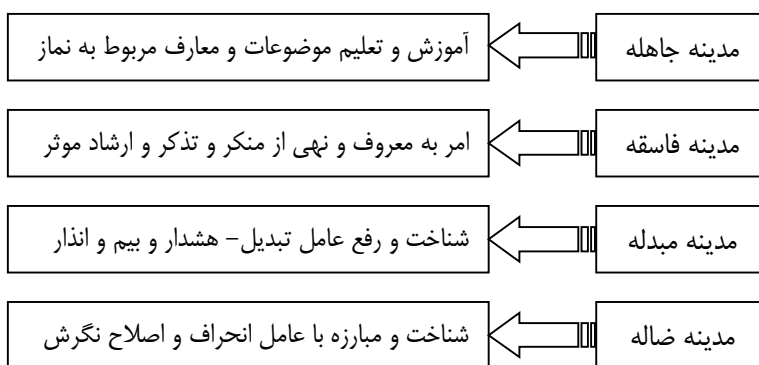 مدینه جاهله
آموزش و تعلیم موضوعات و معارف مربوط به نماز
مدینه فاسقه
امر به معروف و نهی از منکر و تذکر و ارشاد موثر
مدینه مبدله
شناخت و رفع عامل تبدیل- هشدار و بیم و انذار
مدینه ضاله
شناخت و مبارزه با عامل انحراف و اصلاح نگرش